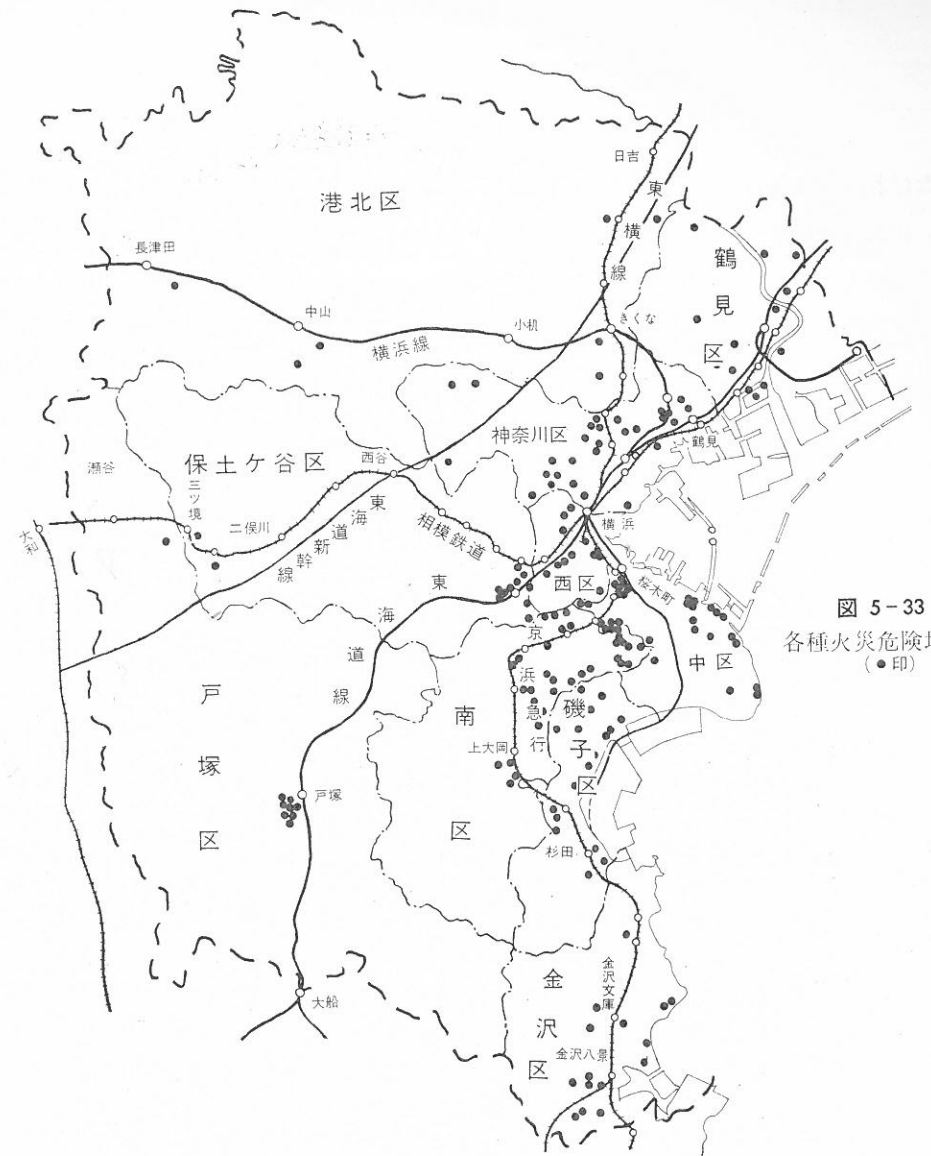 港北区
日吉
東横線
鶴見区
長津田
中山
小机
きくな
横浜線
神奈川区
鶴見
瀬谷
保土ケ谷区
西谷
三ツ境
二俣川
大和
東海道新幹線
相模鉄道
横浜
西区
桜木町
図 5-33
各種火災危険
(●印)
中区
東海道線
京浜急行
磯子区
南区
上大岡
戸塚区
戸塚
杉田
金沢区
金沢文庫
大船
金沢八景